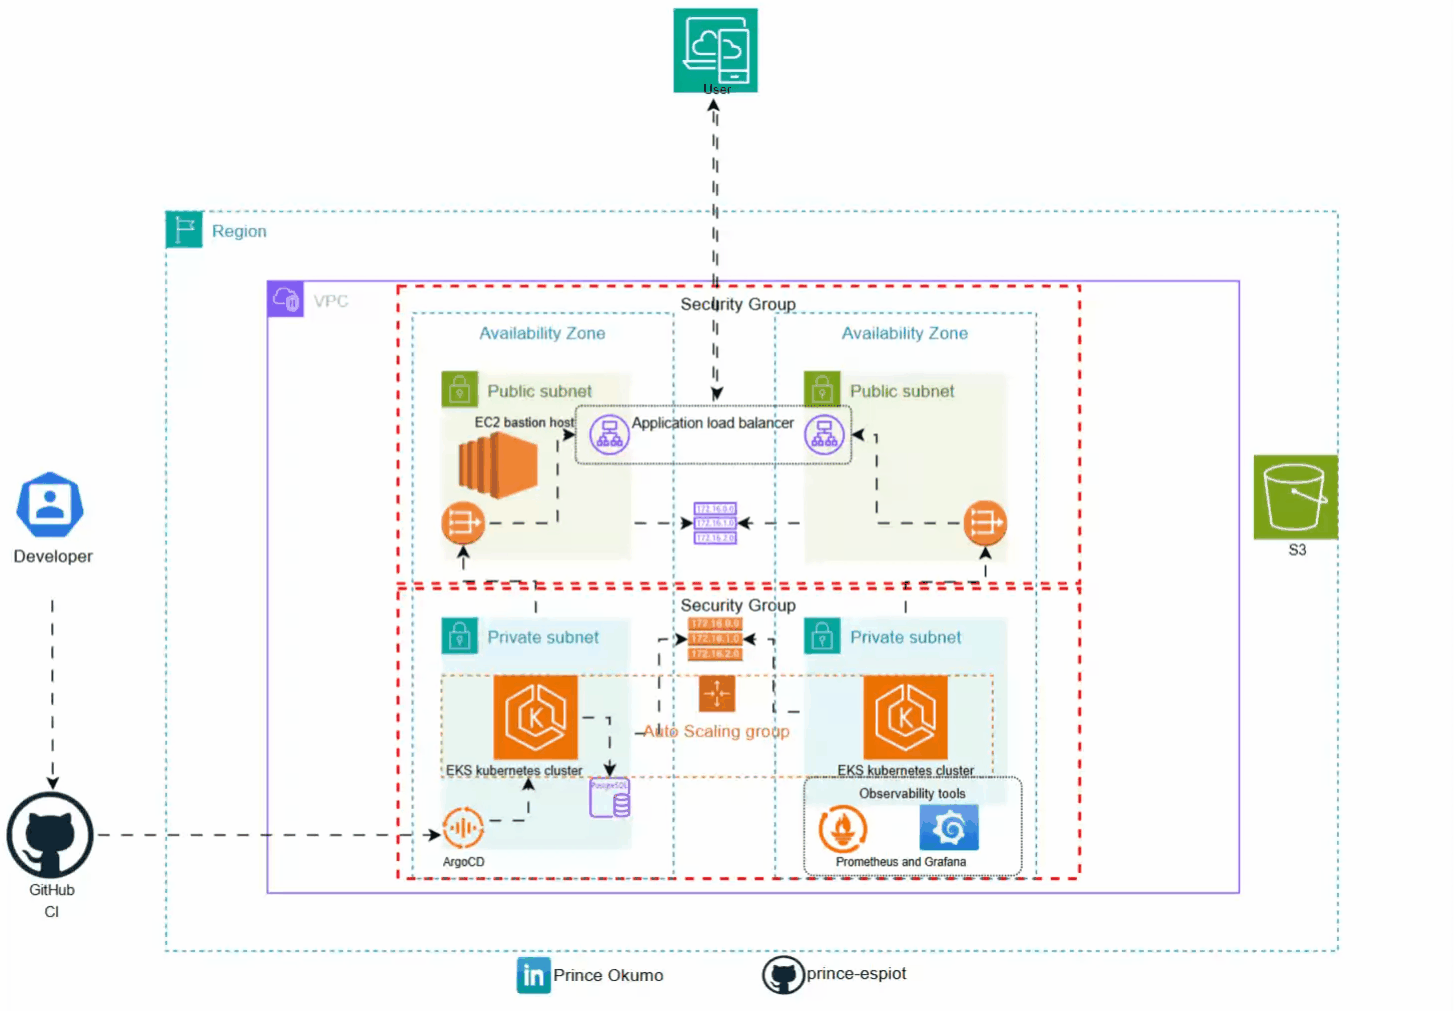 User
Region
VPC
Security Group
Availability Zone
Availability Zone
Public subnet
Public subnet
EC2 bastion host
Application load balancer
172.16.0.0
172.16.1.0
172.16.2.0
S3
Developer
Security Group
172.16.0.0
172.16.1.0
172.16.2.0
Private subnet
Private subnet
Auto Scaling group
EKS kubernetes cluster
EKS kubernetes cluster
PostgreSQL
Observability tools
ArgoCD
Prometheus and Grafana
GitHub
CI
in Prince Okumo
prince-espiot